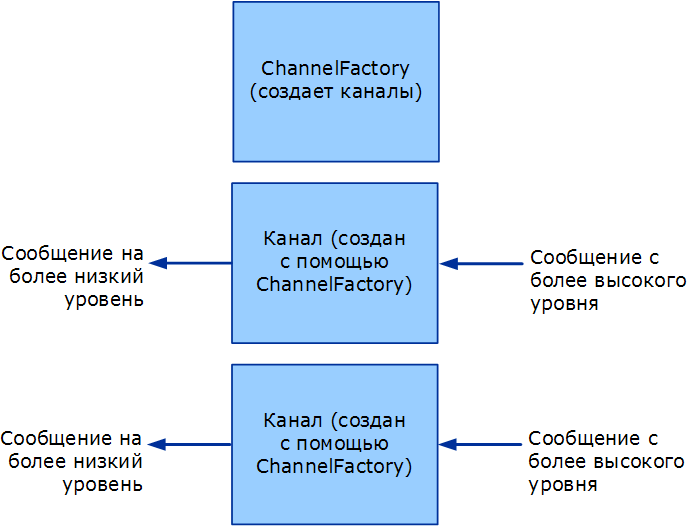 ChannelFactory
(создает каналы)
Сообщение на
более низкий
уровень
Канал (создан
с помощью
ChannelFactory)
Сообщение с
более высокого
уровня
Сообщение на
более низкий
уровень
Канал (создан
с помощью
ChannelFactory)
Сообщение с
более высокого
уровня